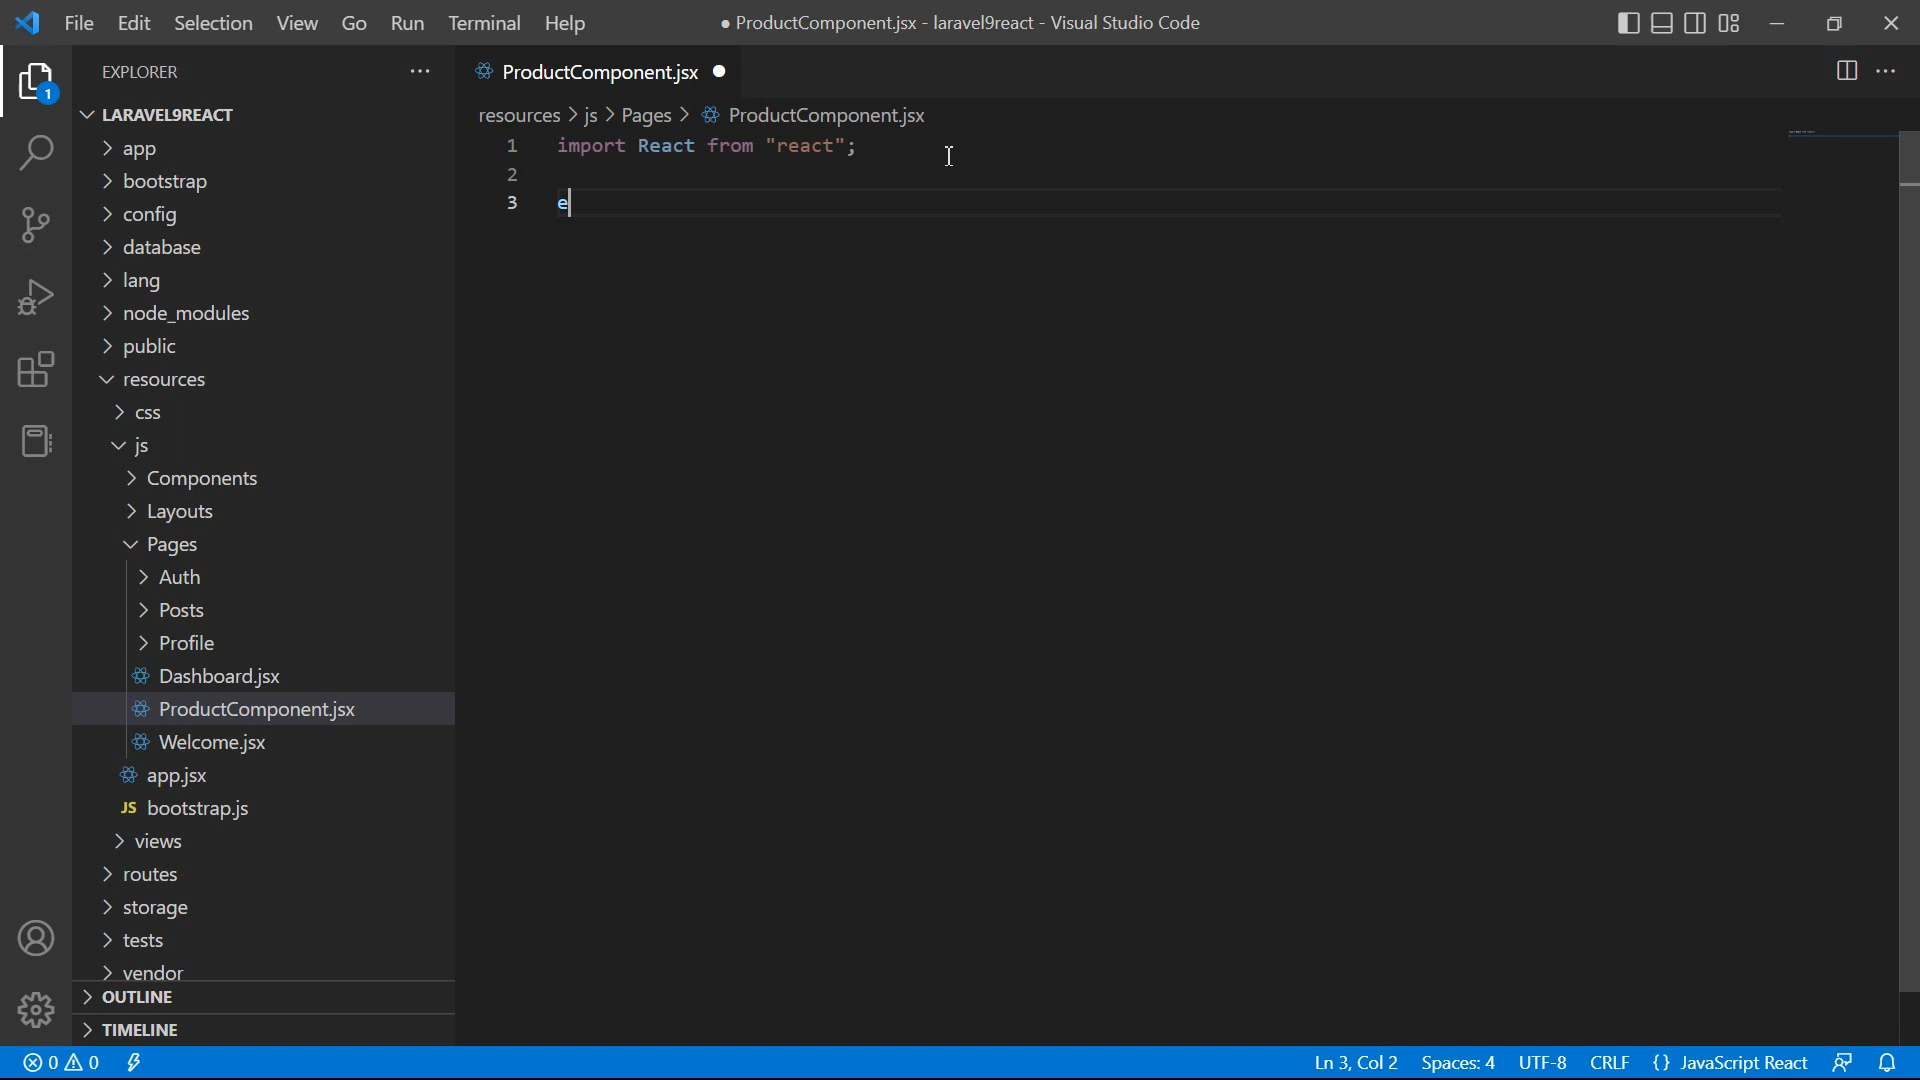 File Edit Selection View Go Run Terminal Help
● ProductComponent.jsx - laravel9react - Visual Studio Code
EXPLORER
ProductComponent.jsx
1
LARAVEL9REACT
resources > js > Pages > ProductComponent.jsx
1 import React from "react";
2
3 e
app
bootstrap
config
database
lang
node_modules
public
resources
css
js
Components
Layouts
Pages
Auth
Posts
Profile
Dashboard.jsx
ProductComponent.jsx
Welcome.jsx
app.jsx
JS bootstrap.js
views
routes
storage
tests
vendor
OUTLINE
TIMELINE
0 0 Ln 3, Col 2 Spaces: 4 UTF-8 CRLF {} JavaScript React